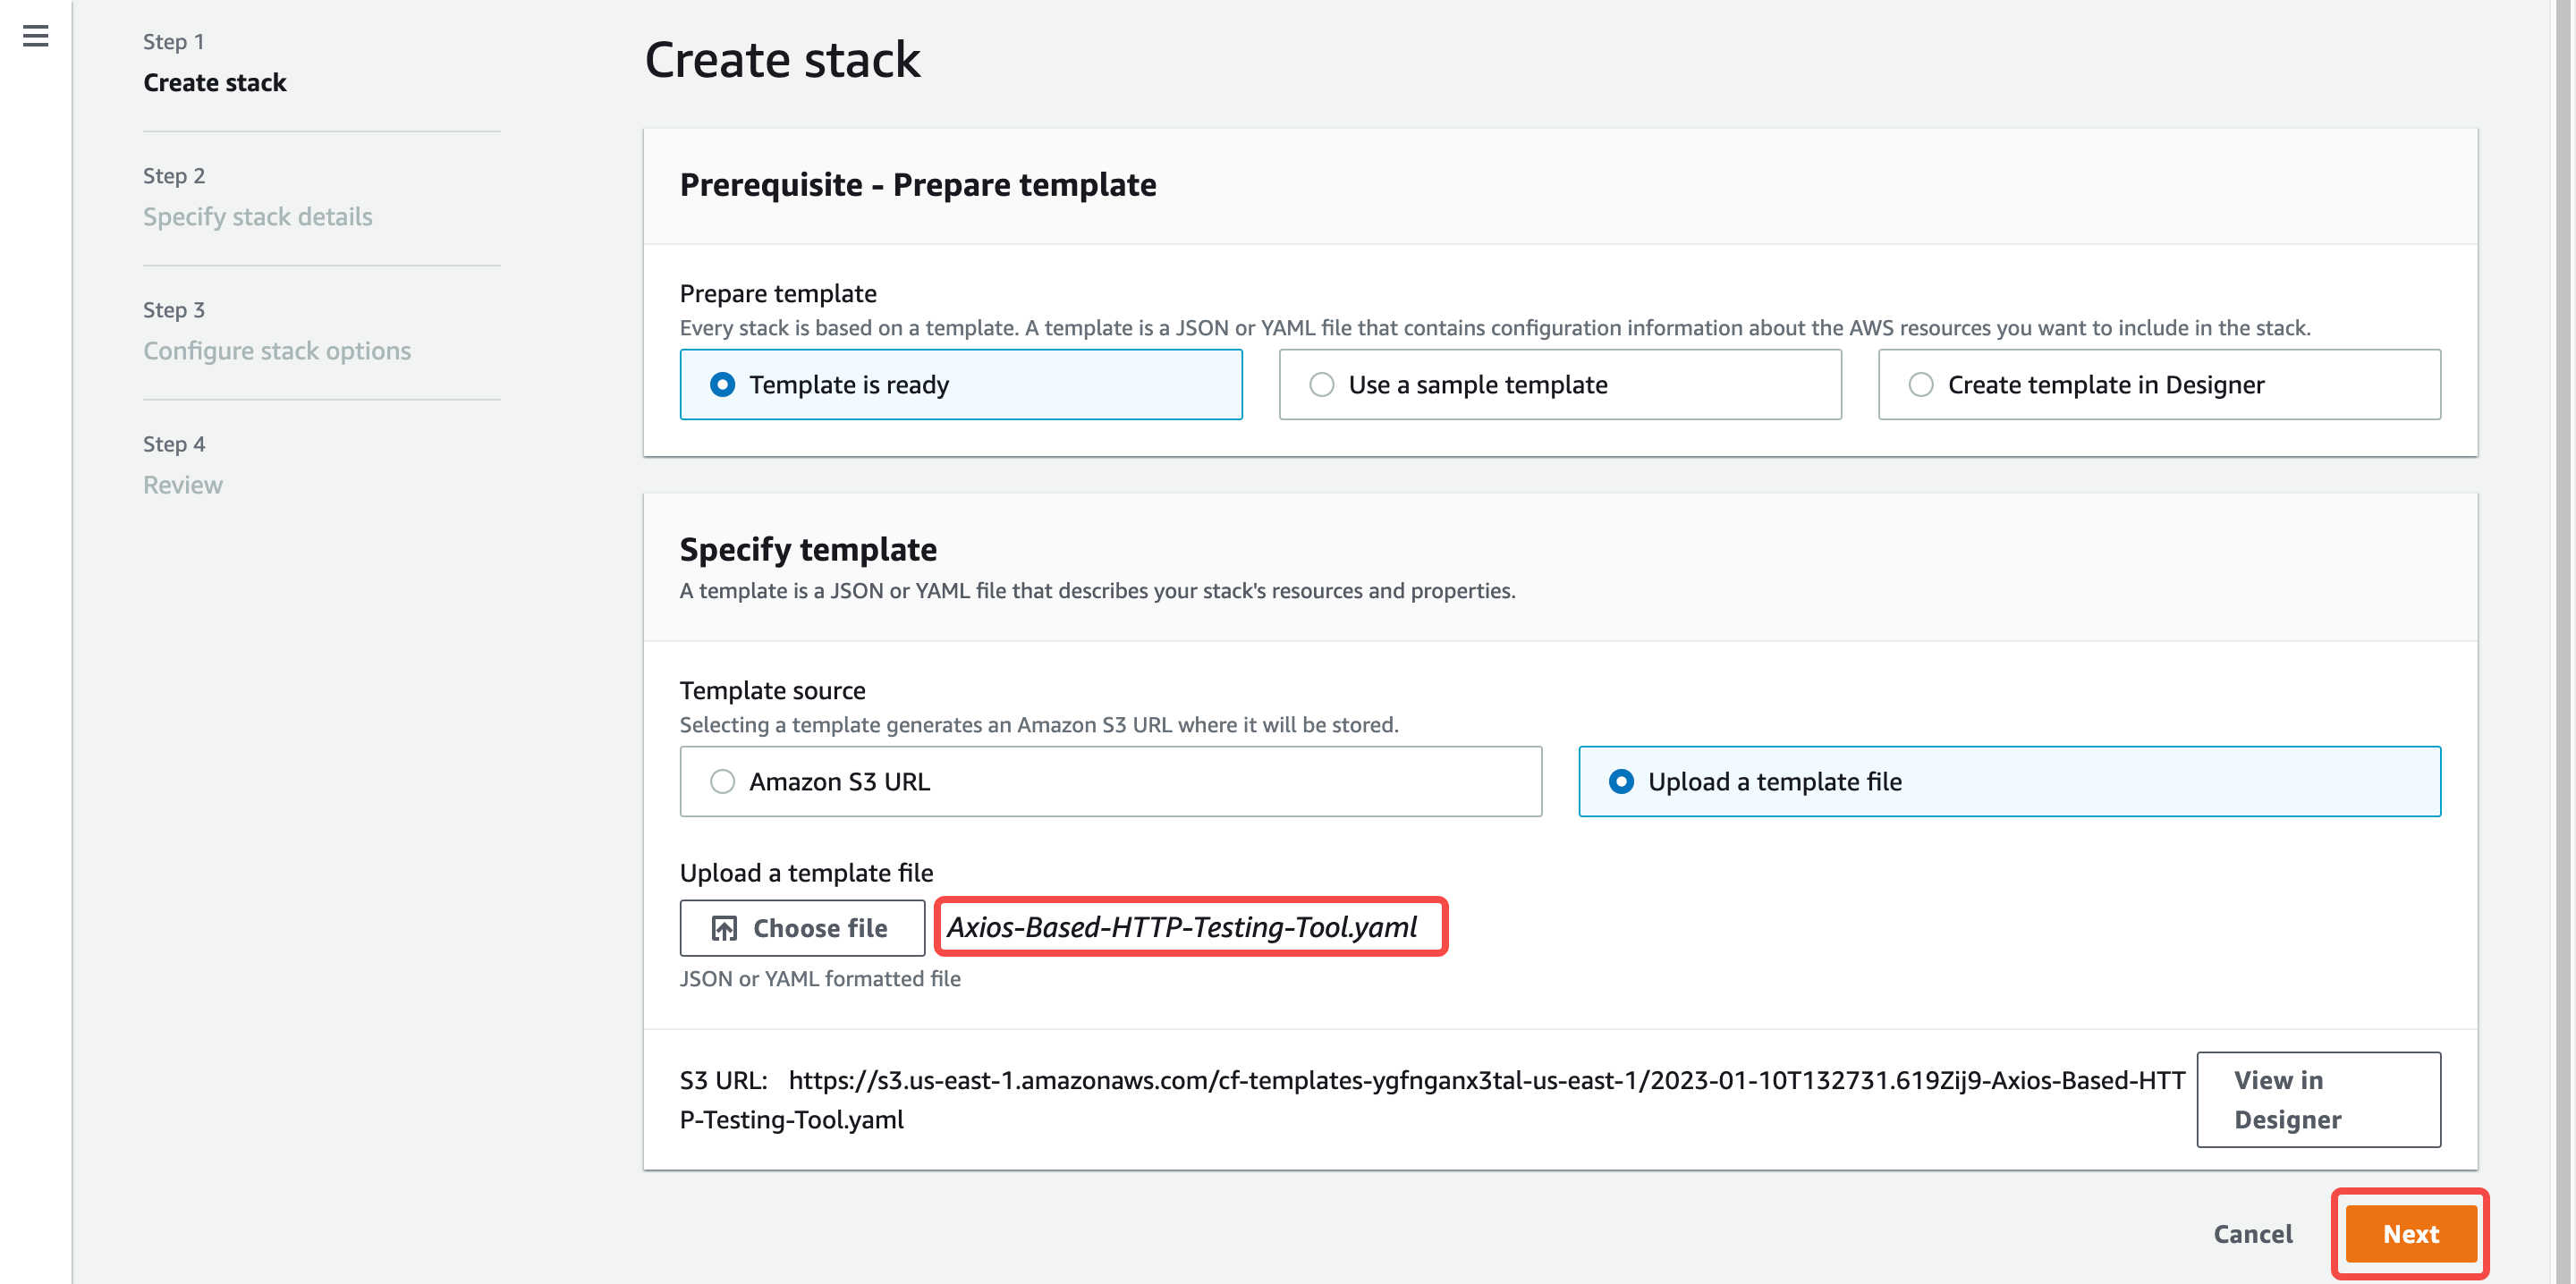 Step 1
Create stack
Step 2
Specify stack details
Step 3
Configure stack options
Step 4
Review
Create stack
Prerequisite - Prepare template
Prepare template
Every stack is based on a template. A template is a JSON or YAML file that contains configuration information about the AWS resources you want to include in the stack.
Template is ready
Use a sample template
Create template in Designer
Specify template
A template is a JSON or YAML file that describes your stack's resources and properties.
Template source
Selecting a template generates an Amazon S3 URL where it will be stored.
Amazon S3 URL
Upload a template file
Upload a template file
Choose file
Axios-Based-HTTP-Testing-Tool.yaml
JSON or YAML formatted file
S3 URL: https://s3.us-east-1.amazonaws.com/cf-templates-ygfnganx3tal-us-east-1/2023-01-10T132731.619Zij9-Axios-Based-HTT
P-Testing-Tool.yaml
View in
Designer
Cancel
Next